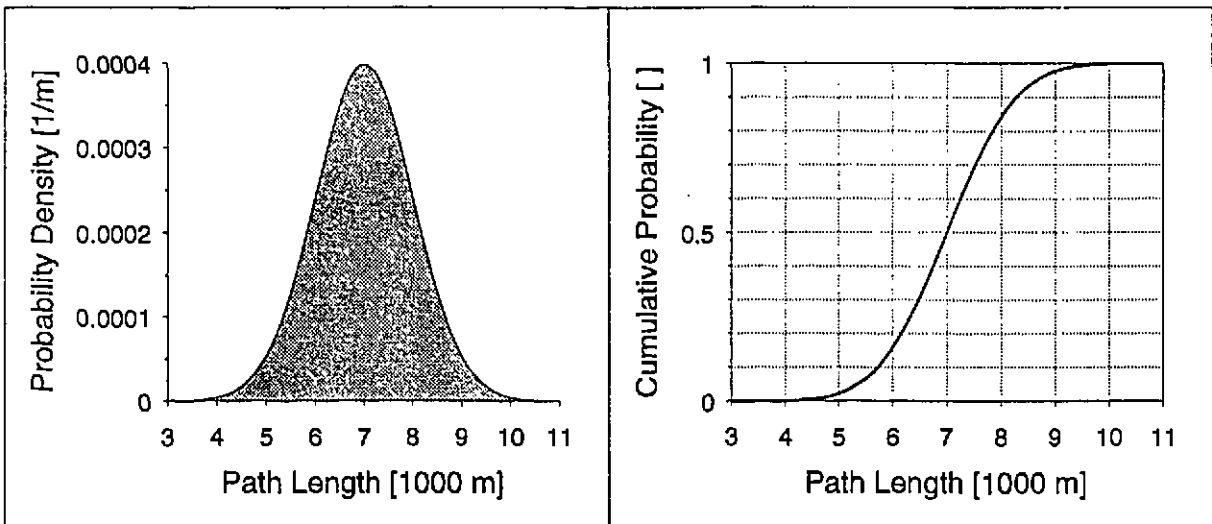 Probability Density [1/m]
0.0004
0.0003
0.0002
0.0001
0
3 4 5 6 7 8 9 10 11
Path Length [1000 m]
Cumulative Probability [ ]
1
0.5
0
3 4 5 6 7 8 9 10 11
Path Length [1000 m]